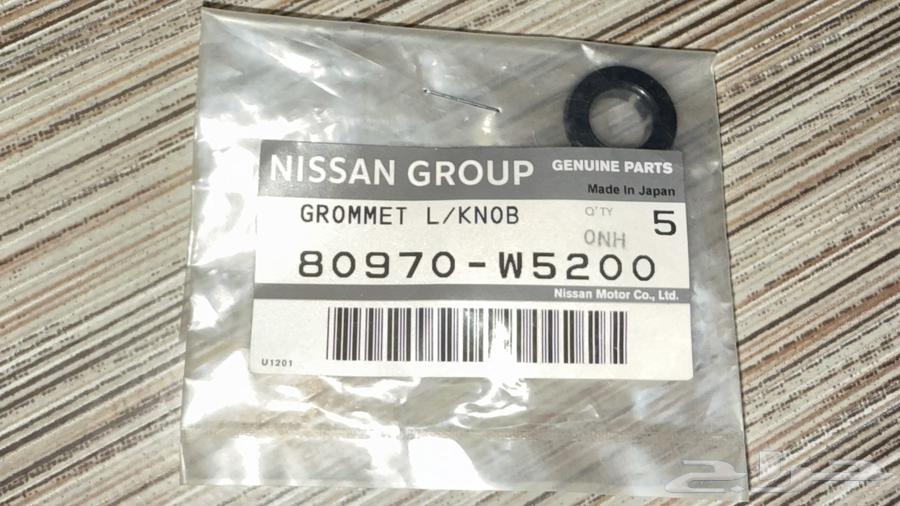 NISSAN GROUP GENUINE PARTS
Made In Japan
GROMMET L/KNOB Q'TY 5
ONH
80970-W5200
Nissan Motor Co., Ltd.
U1201